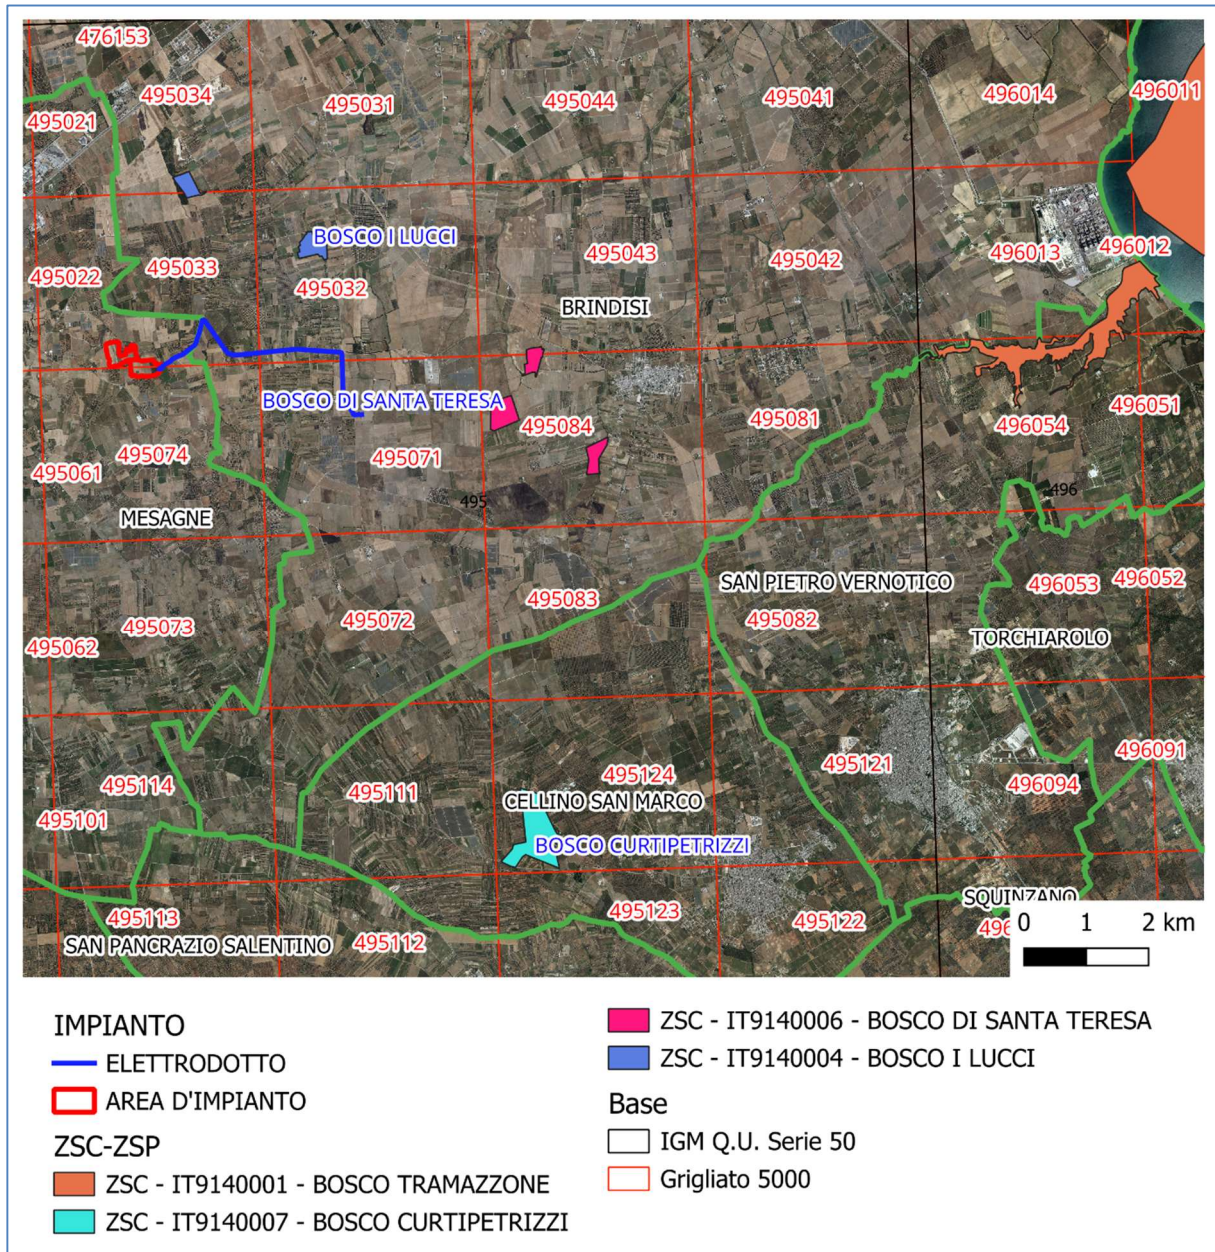 476153
495034
495031
495044
495041
496014
496011
495021
BOSCO I LUCCI
495022
495033
495032
495043
495042
496013
496012
BRINDISI
BOSCO DI SANTA TERESA
495084
495081
496054
496051
495061
495074
495071
495
496
MESAGNE
495083
SAN PIETRO VERNOTICO
496053
496052
495062
495073
495072
495082
TORCHIAROLO
495114
495111
495124
495121
496094
496091
495101
CELLINO SAN MARCO
BOSCO CURTIPETRIZZI
495113
495112
495123
495122
SQUINZANO
SAN PANCRAZIO SALENTINO
0 1 2 km
IMPIANTO
ELETTRODOTTO
AREA D'IMPIANTO
ZSC-ZSP
ZSC - IT9140001 - BOSCO TRAMAZZONE
ZSC - IT9140007 - BOSCO CURTIPETRIZZI
ZSC - IT9140006 - BOSCO DI SANTA TERESA
ZSC - IT9140004 - BOSCO I LUCCI
Base
IGM Q.U. Serie 50
Grigliato 5000